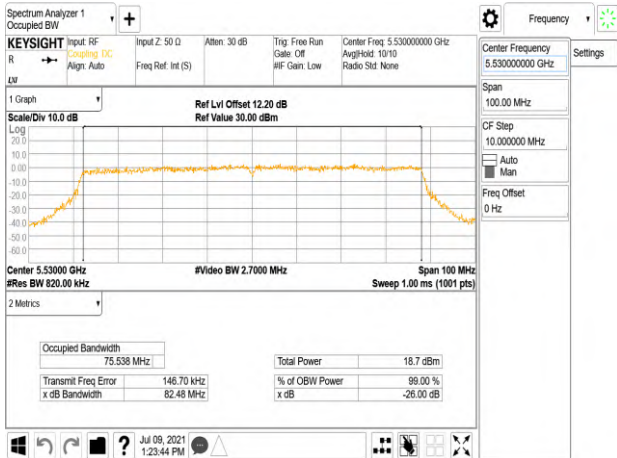 Spectrum Analyzer 1
Occupied BW
Frequency
KEYSIGHT
R
LXI
Input: RF
Coupling: DC
Align: Auto
Input Z: 50 Ω
Freq Ref: Int (S)
Atten: 30 dB
Trig: Free Run
Gate: Off
#IF Gain: Low
Center Freq: 5.530000000 GHz
Avg|Hold: 10/10
Radio Std: None
Center Frequency
5.530000000 GHz
Settings
Span
100.00 MHz
CF Step
10.000000 MHz
Auto
Man
Freq Offset
0 Hz
1 Graph
Scale/Div 10.0 dB
Ref Lvl Offset 12.20 dB
Ref Value 30.00 dBm
Log
20.0
10.0
0.00
-10.0
-20.0
-30.0
-40.0
-50.0
-60.0
Center 5.53000 GHz
#Video BW 2.7000 MHz
Span 100 MHz
#Res BW 820.00 kHz
Sweep 1.00 ms (1001 pts)
2 Metrics
Occupied Bandwidth
75.538 MHz
Total Power 18.7 dBm
Transmit Freq Error 146.70 kHz
% of OBW Power 99.00 %
x dB Bandwidth 82.48 MHz
x dB -26.00 dB
?
Jul 09, 2021
1:23:44 PM